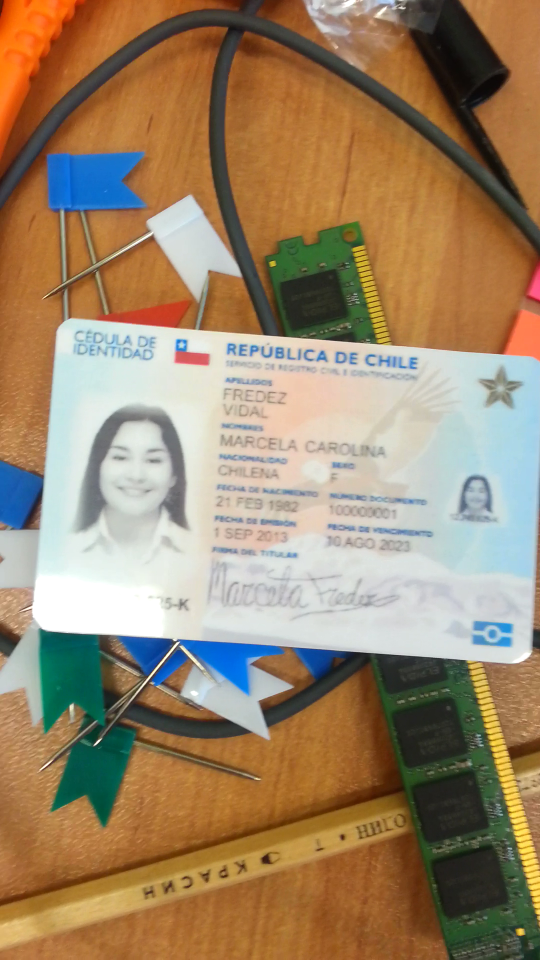 CÉDULA DE
IDENTIDAD
REPÚBLICA DE CHILE
SERVICIO DE REGISTRO CIVIL E IDENTIFICACIÓN
APELLIDOS
FREDEZ
VIDAL
NOMBRES
MARCELA CAROLINA
NACIONALIDAD
SEXO
CHILENA
F
FECHA DE NACIMIENTO
NÚMERO DOCUMENTO
21 FEB 1982
100000001
FECHA DE EMISIÓN
FECHA DE VENCIMIENTO
1 SEP 2013
10 AGO 2023
FIRMA DEL TITULAR
Marcela Fredez
5-K
КРАСИН Т